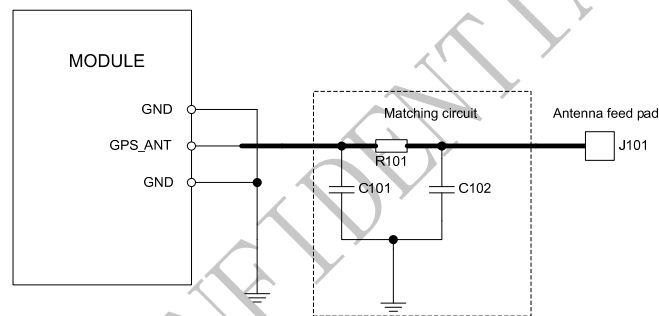 MODULE
GND
GPS_ANT
GND
Matching circuit
Antenna feed pad
R101
J101
C101
C102